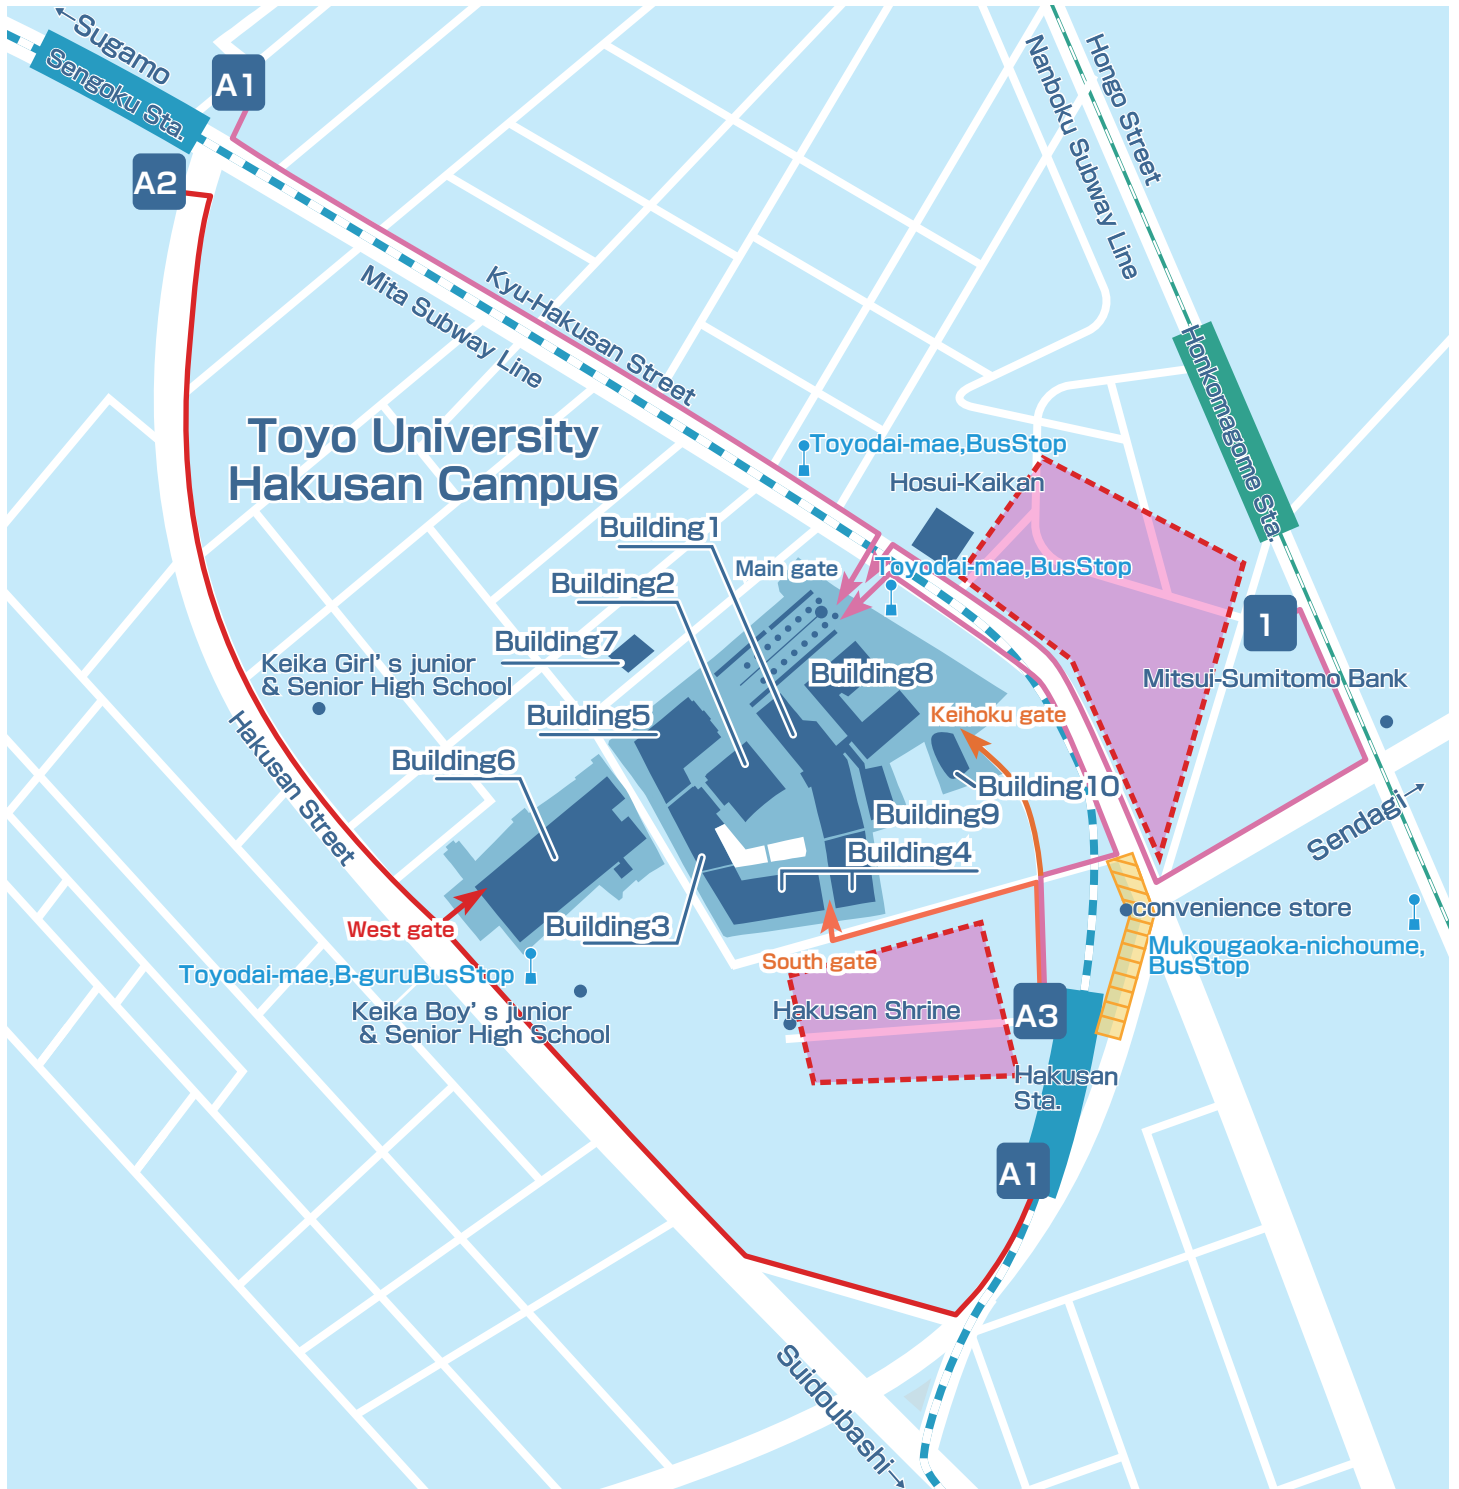 ←Sugamo
Sengoku Sta.
A1
A2
Hongo Street
Nanboku Subway Line
Kyu-Hakusan Street
Mita Subway Line
Honkomagome Sta.
Toyo University
Hakusan Campus
Toyodai-mae,BusStop
Hosui-Kaikan
Building1
Main gate
Toyodai-mae,BusStop
Building2
1
Building7
Keika Girl’s junior
& Senior High School
Building8
Mitsui-Sumitomo Bank
Building5
Keihoku gate
Hakusan Street
Building6
Building10
Building9
Sendagi→
Building4
convenience store
West gate
Building3
Mukougaoka-nichoume,
BusStop
South gate
Toyodai-mae,B-guruBusStop
Keika Boy’s junior
& Senior High School
Hakusan Shrine
A3
Hakusan
Sta.
A1
Suidoubashi→